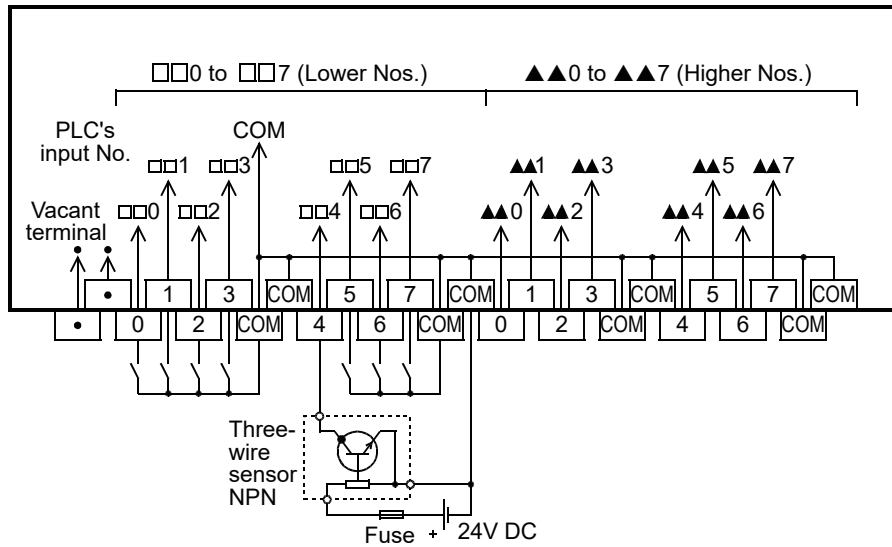 □□0 to □□7 (Lower Nos.) ▲▲0 to ▲▲7 (Higher Nos.)
PLC's
input No.
COM
□□1 □□3 □□5 □□7 ▲▲1 ▲▲3 ▲▲5 ▲▲7
Vacant
terminal
□□0 □□2 □□4 □□6 ▲▲0 ▲▲2 ▲▲4 ▲▲6
• •
• 1 3 COM 5 7 COM 1 3 COM 5 7 COM
• 0 2 COM 4 6 COM 0 2 COM 4 6 COM
Three-
wire
sensor
NPN
Fuse + 24V DC